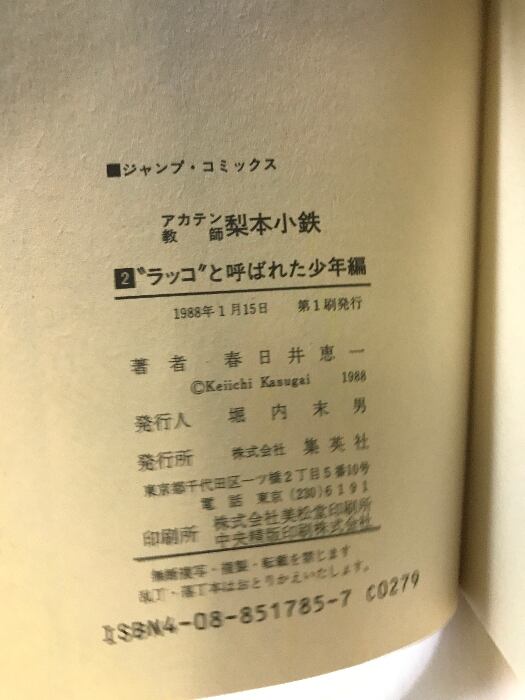 ■ジャンプ・コミックス
アカテン教師梨本小鉄
2 〝ラッコ〟と呼ばれた少年編
1988年1月15日 第1刷発行
著者 春日井恵一
©Keiichi Kasugai 1988
発行人 堀内末男
発行所 株式会社 集英社
東京都千代田区一ツ橋2丁目5番10号
電話 東京(230)6191
印刷所 株式会社美松堂印刷所
中央精版印刷株式会社
無断複写・複製・転載を禁じます
乱丁・落丁本はおとりかえいたします。
ISBN4-08-851785-7 C0279